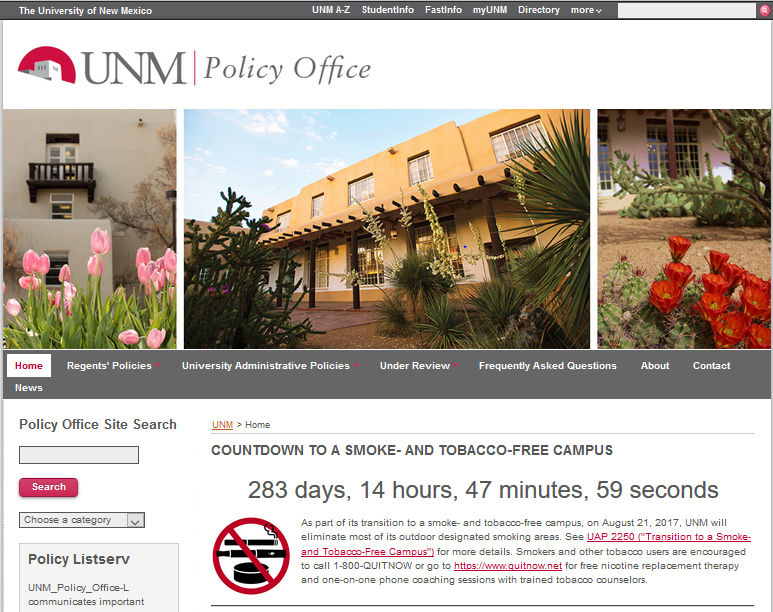 The University of New Mexico
UNM A-Z StudentInfo FastInfo myUNM Directory more
UNM Policy Office
Home Regents' Policies University Administrative Policies Under Review Frequently Asked Questions About Contact
News
Policy Office Site Search
Search
Choose a category
Policy Listserv
UNM_Policy_Office-L
communicates important
UNM > Home
COUNTDOWN TO A SMOKE- AND TOBACCO-FREE CAMPUS
283 days, 14 hours, 47 minutes, 59 seconds
As part of its transition to a smoke- and tobacco-free campus, on August 21, 2017, UNM will
eliminate most of its outdoor designated smoking areas. See UAP 2250 ("Transition to a Smoke-
and Tobacco-Free Campus") for more details. Smokers and other tobacco users are encouraged
to call 1-800-QUITNOW or go to https://www.quitnow.net for free nicotine replacement therapy
and one-on-one phone coaching sessions with trained tobacco counselors.